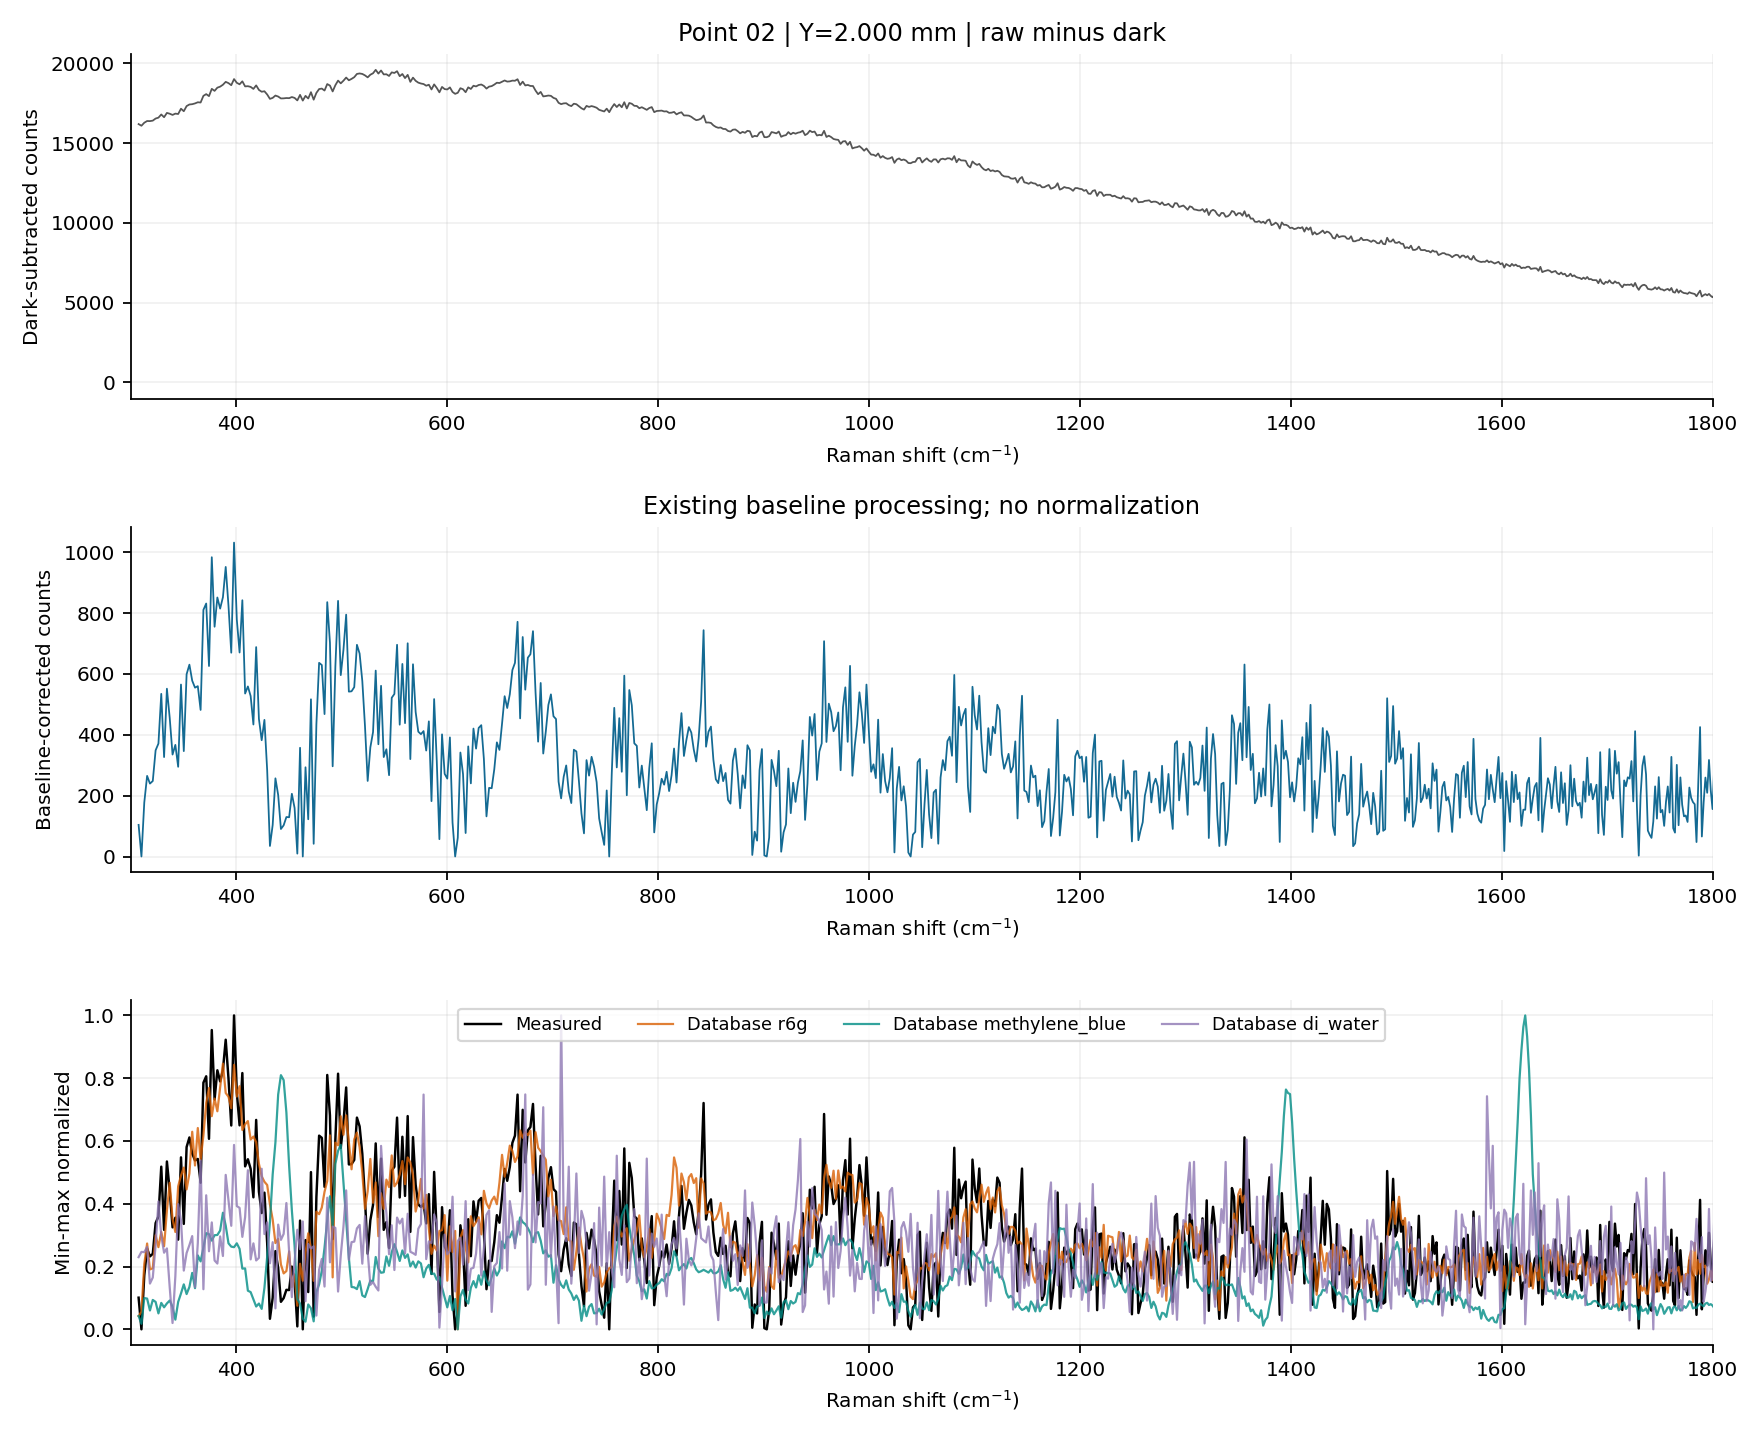 Point 02 | Y=2.000 mm | raw minus dark
Dark-subtracted counts
20000
15000
10000
5000
0
400 600 800 1000 1200 1400 1600 1800
Raman shift (cm⁻¹)
Existing baseline processing; no normalization
Baseline-corrected counts
1000
800
600
400
200
0
400 600 800 1000 1200 1400 1600 1800
Raman shift (cm⁻¹)
Measured Database r6g Database methylene_blue Database di_water
Min-max normalized
1.0
0.8
0.6
0.4
0.2
0.0
400 600 800 1000 1200 1400 1600 1800
Raman shift (cm⁻¹)